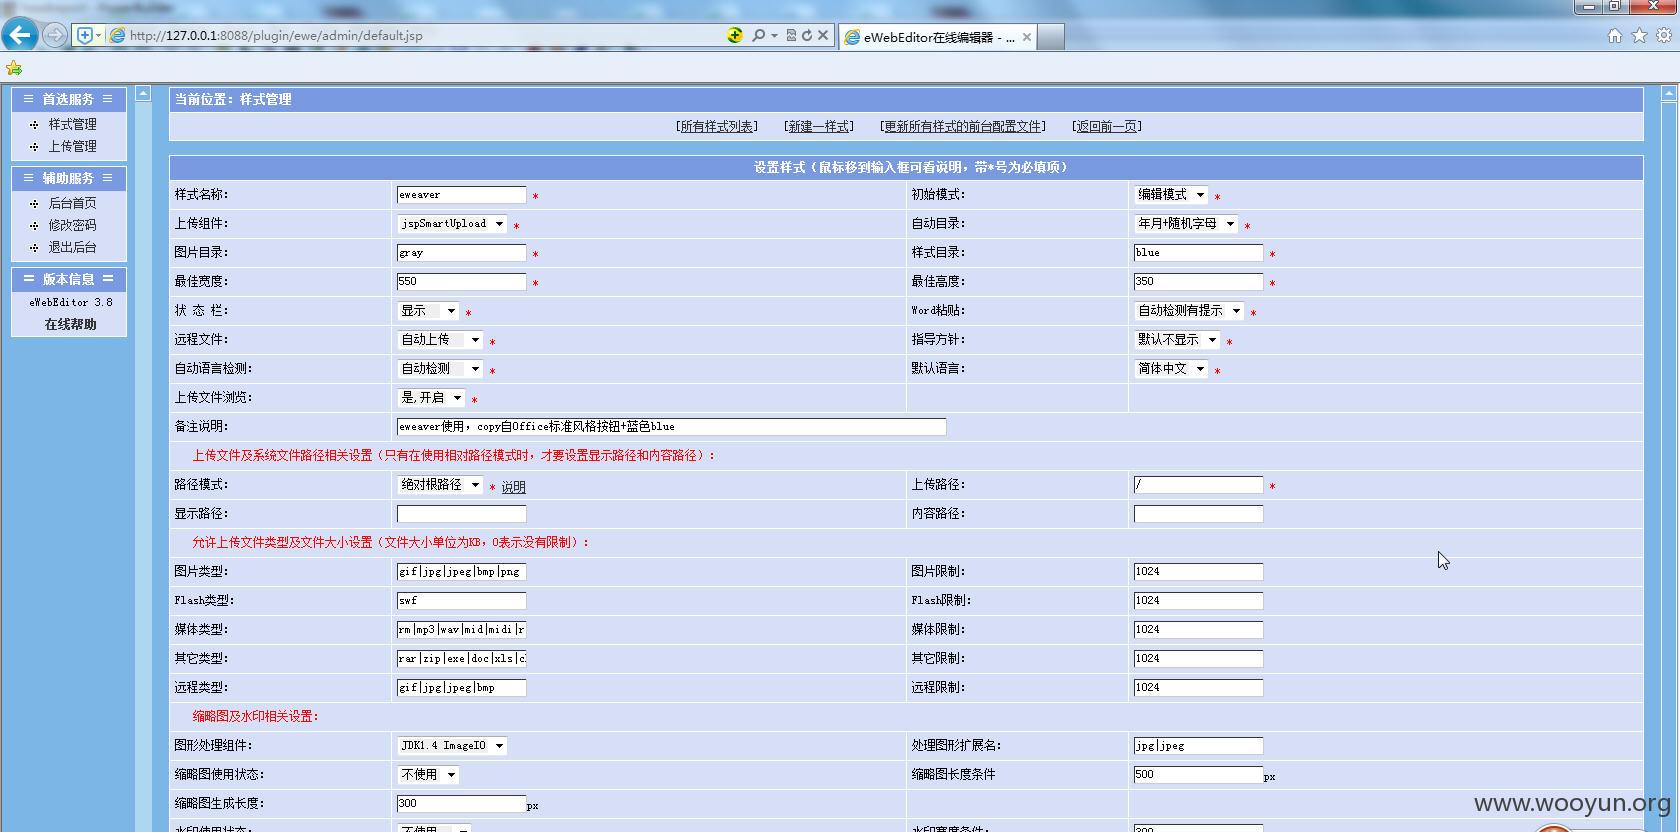 http://127.0.0.1:8088/plugin/ewe/admin/default.jsp
eWebEditor在线编辑器 - ...
首选服务
样式管理
上传管理
辅助服务
后台首页
修改密码
退出后台
版本信息
eWebEditor 3.8
在线帮助
当前位置：样式管理
[所有样式列表] [新建一样式] [更新所有样式的前台配置文件] [返回前一页]
设置样式（鼠标移到输入框可看说明，带*号为必填项）
样式名称： eweaver * 初始模式： 编辑模式 *
上传组件： jspSmartUpload * 自动目录： 年月+随机字母 *
图片目录： gray * 样式目录： blue *
最佳宽度： 550 * 最佳高度： 350 *
状 态 栏： 显示 * Word粘贴： 自动检测有提示 *
远程文件： 自动上传 * 指导方针： 默认不显示 *
自动语言检测： 自动检测 * 默认语言： 简体中文 *
上传文件浏览： 是,开启 *
备注说明： eweaver使用，copy自Office标准风格按钮+蓝色blue
上传文件及系统文件路径相关设置（只有在使用相对路径模式时，才要设置显示路径和内容路径）：
路径模式： 绝对根路径 * 说明 上传路径： / *
显示路径： 内容路径：
允许上传文件类型及文件大小设置（文件大小单位为KB，0表示没有限制）：
图片类型： gif|jpg|jpeg|bmp|png 图片限制： 1024
Flash类型： swf Flash限制： 1024
媒体类型： rm|mp3|wav|mid|midi|r 媒体限制： 1024
其它类型： rar|zip|exe|doc|xls|c 其它限制： 1024
远程类型： gif|jpg|jpeg|bmp 远程限制： 1024
缩略图及水印相关设置：
图形处理组件： JDK1.4 ImageIO 处理图形扩展名： jpg|jpeg
缩略图使用状态： 不使用 缩略图长度条件 500 px
缩略图生成长度： 300 px
水印使用状态： 不使用 水印宽度条件： 300
www.wooyun.org